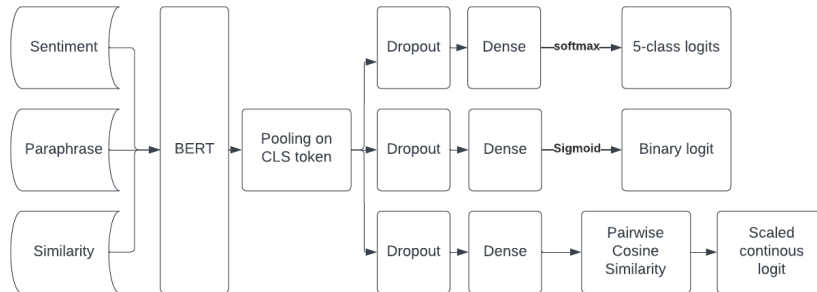 Sentiment
Dropout
Dense
softmax
5-class logits
Paraphrase
BERT
Pooling on
CLS token
Dropout
Dense
Sigmoid
Binary logit
Similarity
Dropout
Dense
Pairwise
Cosine
Similarity
Scaled
continous
logit